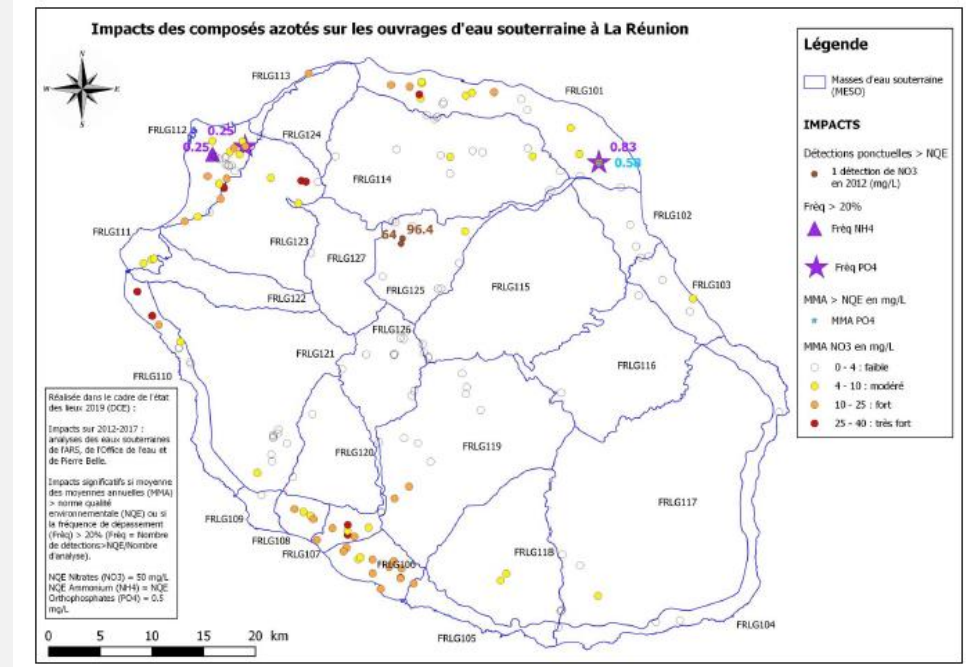 Impacts des composés azotés sur les ouvrages d'eau souterraine à La Réunion
N
W
E
S
FRLG113
FRLG101
FRLG112
0.25
0.25
FRLG124
0.83
0.58
FRLG114
FRLG102
FRLG111
FRLG123
64
96.4
FRLG127
FRLG125
FRLG115
FRLG103
FRLG122
FRLG126
FRLG121
FRLG116
FRLG110
FRLG119
FRLG120
FRLG117
FRLG109
FRLG108
FRLG107
FRLG106
FRLG118
FRLG105
FRLG104
Réalisée dans le cadre de l'état
des lieux 2019 (DCE) :
Impacts sur 2012-2017 :
analyses des eaux souterraines
de l'ARS, de l'Office de l'eau et
de Pierre Belle.
Impacts significatifs si moyenne
des moyennes annuelles (MMA)
> norme qualité
environnementale (NQE) ou si
la fréquence de dépassement
(Fréq) > 20% (Freq = Nombre
de détections>NQE/Nombre
d'analyse).
NQE Nitrates (NO3) = 50 mg/L
NQE Ammonium (NH4) = NQE
Orthophosphates (PO4) = 0.5
mg/L
0 5 10 15 20 km
Légende
Masses d'eau souterraine
(MESO)
IMPACTS
Détections ponctuelles > NQE
1 détection de NO3
en 2012 (mg/L)
Frèq > 20%
Frèq NH4
Frèq PO4
MMA > NQE en mg/L
MMA PO4
MMA NO3 en mg/L
0 - 4 : faible
4 - 10 : modéré
10 - 25 : fort
25 - 40 : très fort